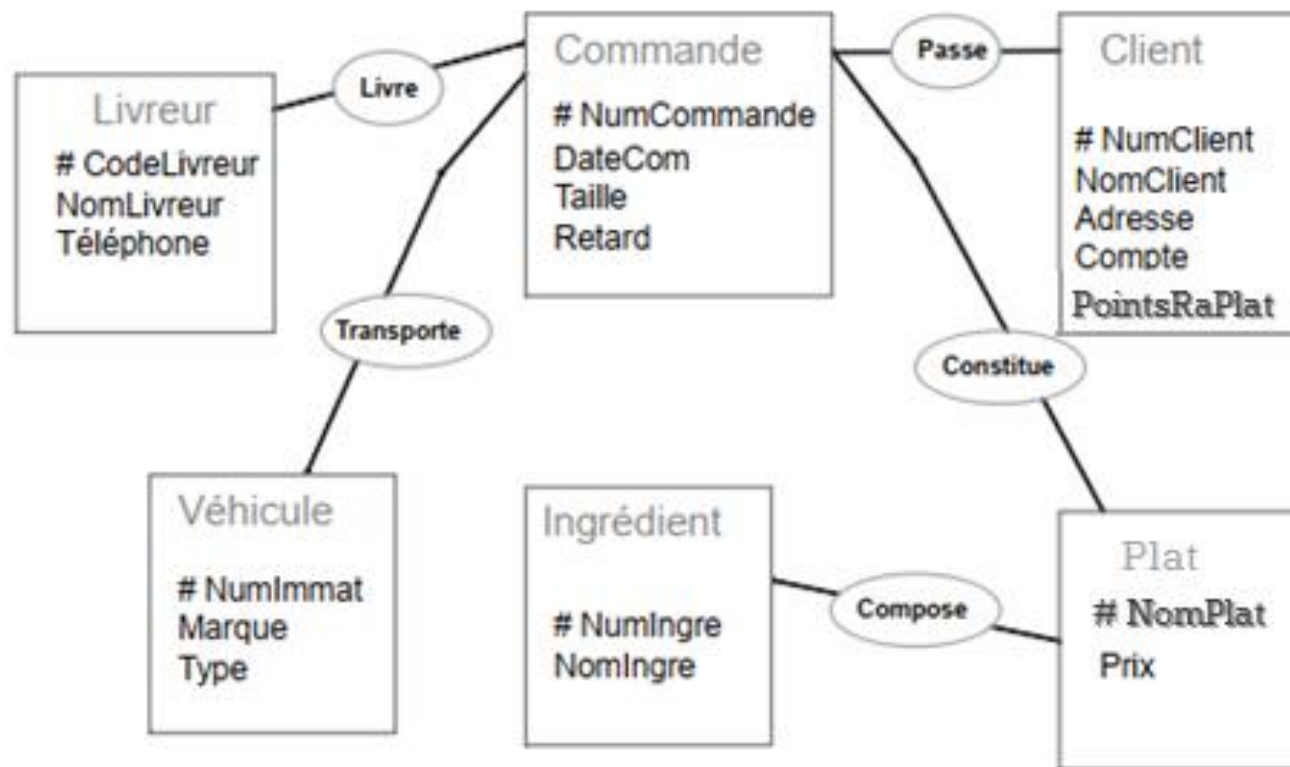 Livreur
# CodeLivreur
NomLivreur
Téléphone
Livre
Commande
# NumCommande
DateCom
Taille
Retard
Passe
Client
# NumClient
NomClient
Adresse
Compte
PointsRaPlat
Transporte
Constitue
Véhicule
# NumImmat
Marque
Type
Ingrédient
# NumIngre
NomIngre
Compose
Plat
# NomPlat
Prix